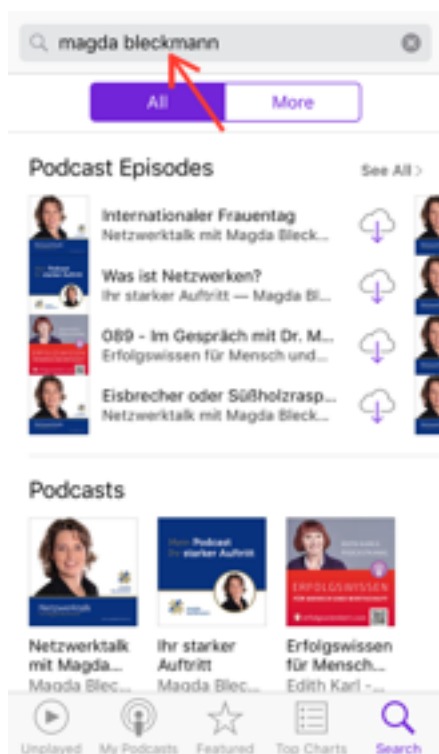 magda bleckmann
All More
Podcast Episodes See All >
Internationaler Frauentag
Netzwerktalk mit Magda Bleck...
Was ist Netzwerken?
Ihr starker Auftritt — Magda Bl...
089 - Im Gespräch mit Dr. M...
Erfolgswissen für Mensch und...
Eisbrecher oder Süßholzrasp...
Netzwerktalk mit Magda Bleck...
Podcasts
Netzwerktalk
Mein Podcast
Ihr starker Auftritt
ERFOLGSWISSEN
Netzwerktalk mit Magda...
Magda Blec...
Ihr starker Auftritt
Magda Blec...
Erfolgswissen für Mensch...
Edith Karl -...
Unplayed My Podcasts Featured Top Charts Search